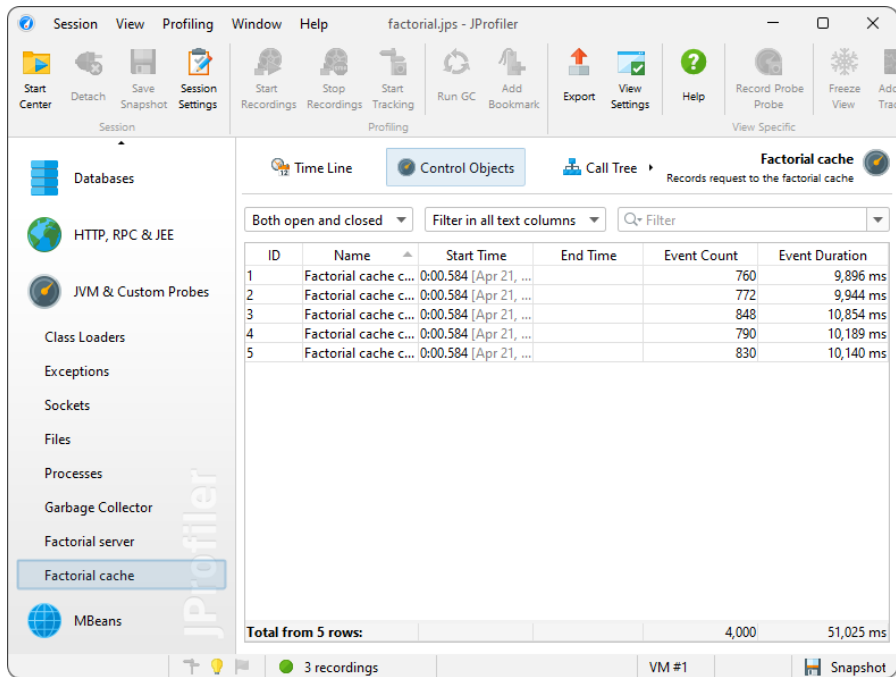 Session View Profiling Window Help factorial.jps - JProfiler
Start Center
Detach
Save Snapshot
Session Settings
Start Recordings
Stop Recordings
Start Tracking
Run GC
Add Bookmark
Export
View Settings
Help
Record Probe Probe
Freeze View
Session
Profiling
View Specific
Databases
HTTP, RPC & JEE
JVM & Custom Probes
Class Loaders
Exceptions
Sockets
Files
Processes
Garbage Collector
Factorial server
Factorial cache
MBeans
JProfiler
Time Line Control Objects Call Tree
Factorial cache
Records request to the factorial cache
Both open and closed Filter in all text columns Filter
ID Name Start Time End Time Event Count Event Duration
1 Factorial cache c... 0:00.584 [Apr 21, ... 760 9,896 ms
2 Factorial cache c... 0:00.584 [Apr 21, ... 772 9,944 ms
3 Factorial cache c... 0:00.584 [Apr 21, ... 848 10,854 ms
4 Factorial cache c... 0:00.584 [Apr 21, ... 790 10,189 ms
5 Factorial cache c... 0:00.584 [Apr 21, ... 830 10,140 ms
Total from 5 rows: 4,000 51,025 ms
3 recordings VM #1 Snapshot